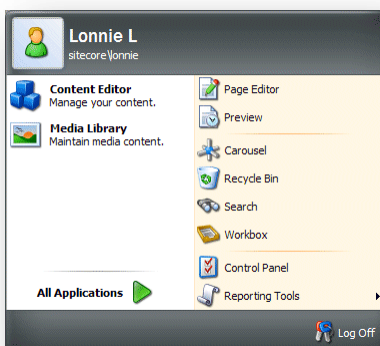 Lonnie L
sitecore\lonnie
Content Editor
Manage your content.
Media Library
Maintain media content.
All Applications
Page Editor
Preview
Carousel
Recycle Bin
Search
Workbox
Control Panel
Reporting Tools
Log Off